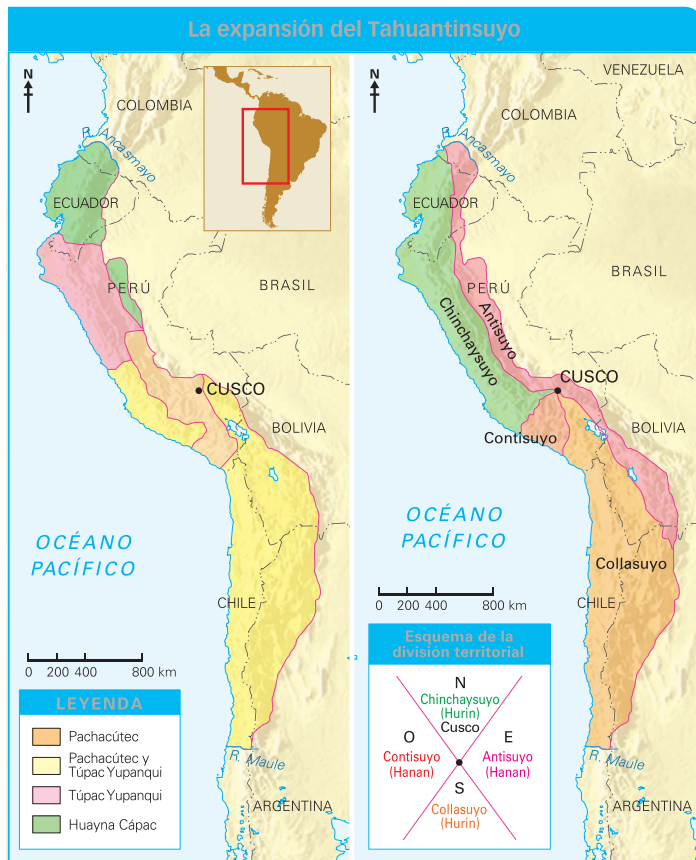 La expansión del Tahuantinsuyo
N
COLOMBIA
R. Ancasmayo
ECUADOR
PERÚ
BRASIL
CUSCO
BOLIVIA
OCÉANO
PACÍFICO
CHILE
0 200 400 800 km
R. Maule
ARGENTINA
LEYENDA
Pachacútec
Pachacútec y
Túpac Yupanqui
Túpac Yupanqui
Huayna Cápac
N
VENEZUELA
COLOMBIA
R. Ancasmayo
ECUADOR
PERÚ
BRASIL
Chinchaysuyo
Antisuyo
CUSCO
Contisuyo
BOLIVIA
OCÉANO
PACÍFICO
Collasuyo
CHILE
0 200 400 800 km
R. Maule
ARGENTINA
Esquema de la
división territorial
N
Chinchaysuyo
(Hurin)
Cusco
O
Contisuyo
(Hanan)
E
Antisuyo
(Hanan)
S
Collasuyo
(Hurin)